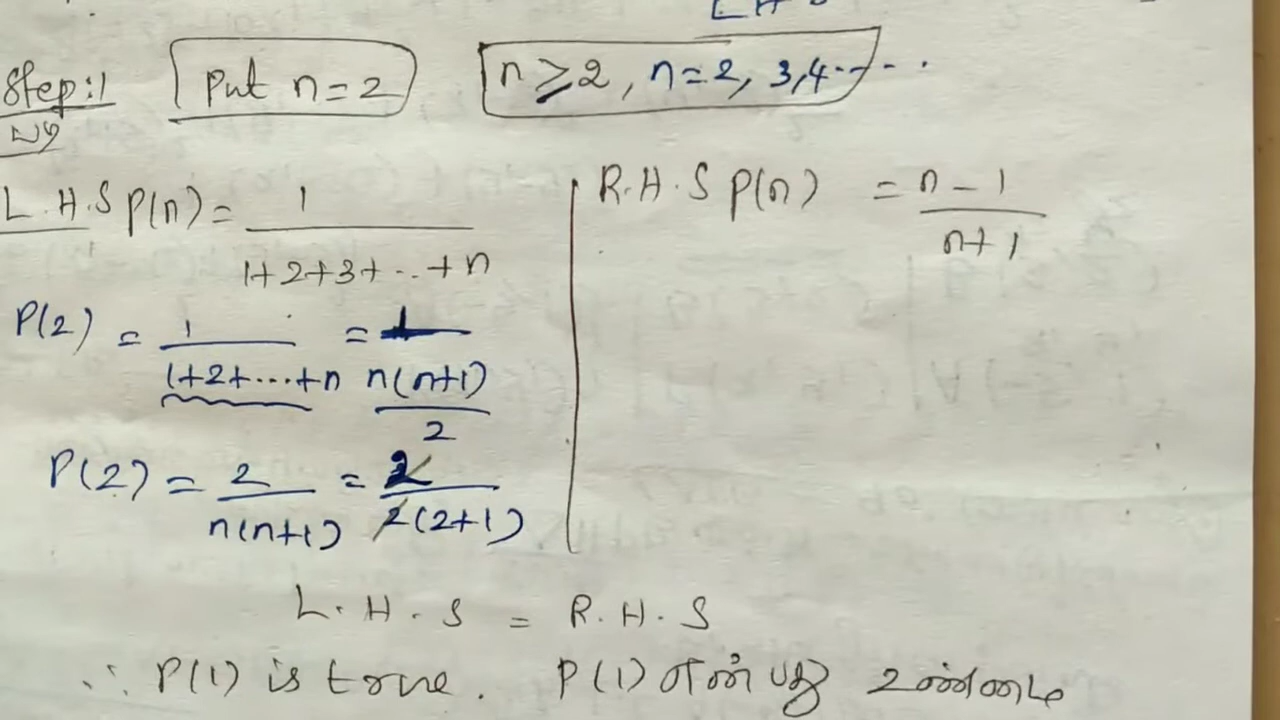 Step:1 Put n=2 n≥2, n=2, 3,4.....
படி
L.H.S P(n)= 1/(1+2+3+...+n)
R.H.S P(n) = (n-1)/(n+1)
P(2) = 1/(1+2+...+n) = 1/(n(n+1)/2)
P(2) = 2/(n(n+1)) = 2/(2(2+1))
L.H.S = R.H.S
∴ P(1) is true. P(1) என்பது உண்மை